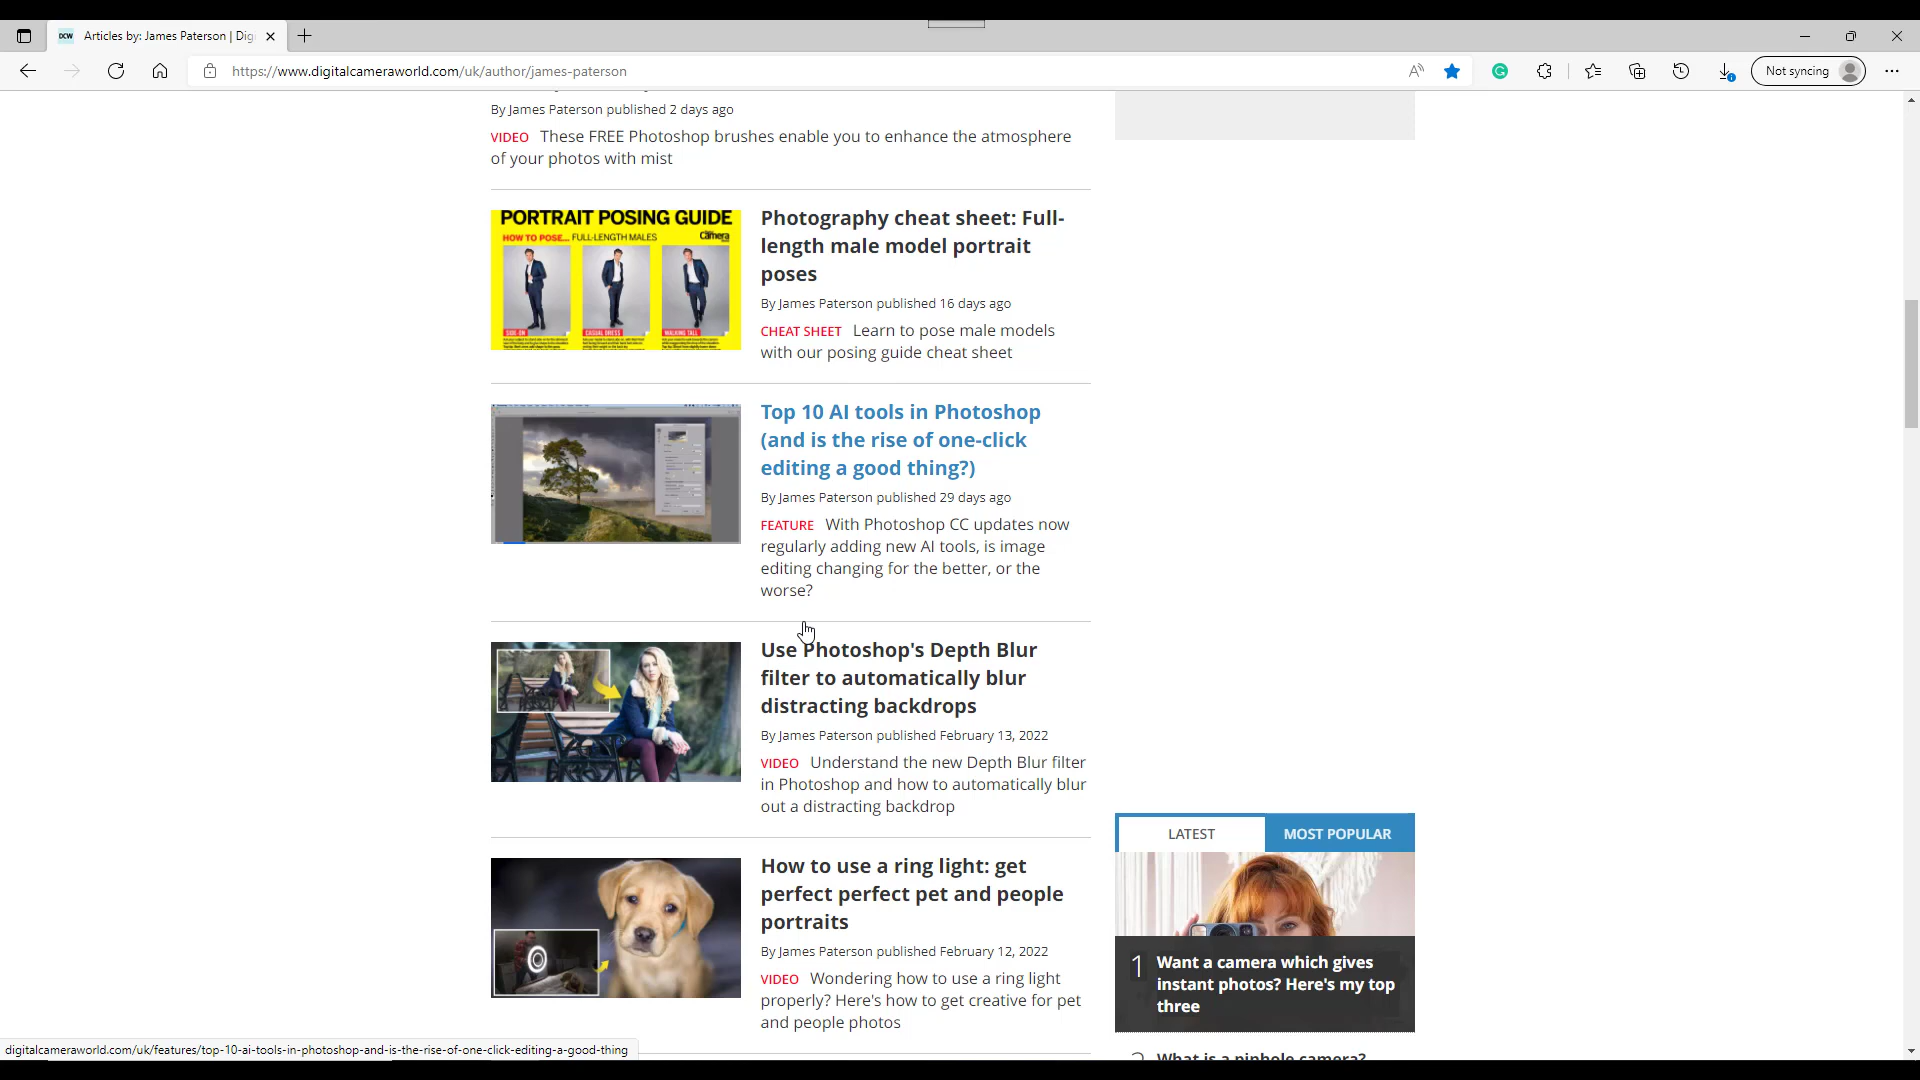 DCW Articles by: James Paterson | Dig
https://www.digitalcameraworld.com/uk/author/james-paterson
Not syncing
By James Paterson published 2 days ago
VIDEO These FREE Photoshop brushes enable you to enhance the atmosphere
of your photos with mist
PORTRAIT POSING GUIDE
HOW TO POSE... FULL-LENGTH MALES
camera
SIDE-ON CASUAL DRESS WALKING TALL
Photography cheat sheet: Full-
length male model portrait
poses
By James Paterson published 16 days ago
CHEAT SHEET Learn to pose male models
with our posing guide cheat sheet
Top 10 AI tools in Photoshop
(and is the rise of one-click
editing a good thing?)
By James Paterson published 29 days ago
FEATURE With Photoshop CC updates now
regularly adding new AI tools, is image
editing changing for the better, or the
worse?
Use Photoshop's Depth Blur
filter to automatically blur
distracting backdrops
By James Paterson published February 13, 2022
VIDEO Understand the new Depth Blur filter
in Photoshop and how to automatically blur
out a distracting backdrop
How to use a ring light: get
perfect perfect pet and people
portraits
By James Paterson published February 12, 2022
VIDEO Wondering how to use a ring light
properly? Here's how to get creative for pet
and people photos
LATEST MOST POPULAR
1 Want a camera which gives
instant photos? Here's my top
three
What is a pinhole camera?
digitalcameraworld.com/uk/features/top-10-ai-tools-in-photoshop-and-is-the-rise-of-one-click-editing-a-good-thing